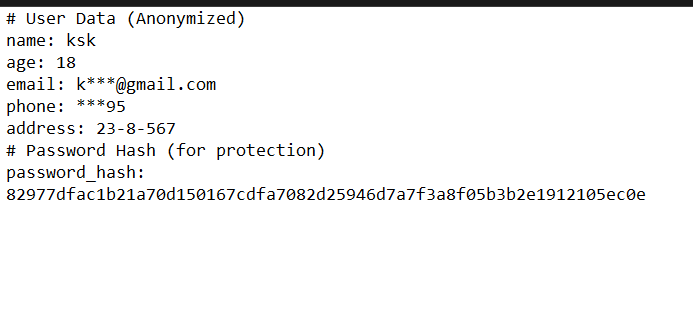 # User Data (Anonymized)
name: ksk
age: 18
email: k***@gmail.com
phone: ***95
address: 23-8-567
# Password Hash (for protection)
password_hash:
82977dfac1b21a70d150167cdfa7082d25946d7a7f3a8f05b3b2e1912105ec0e